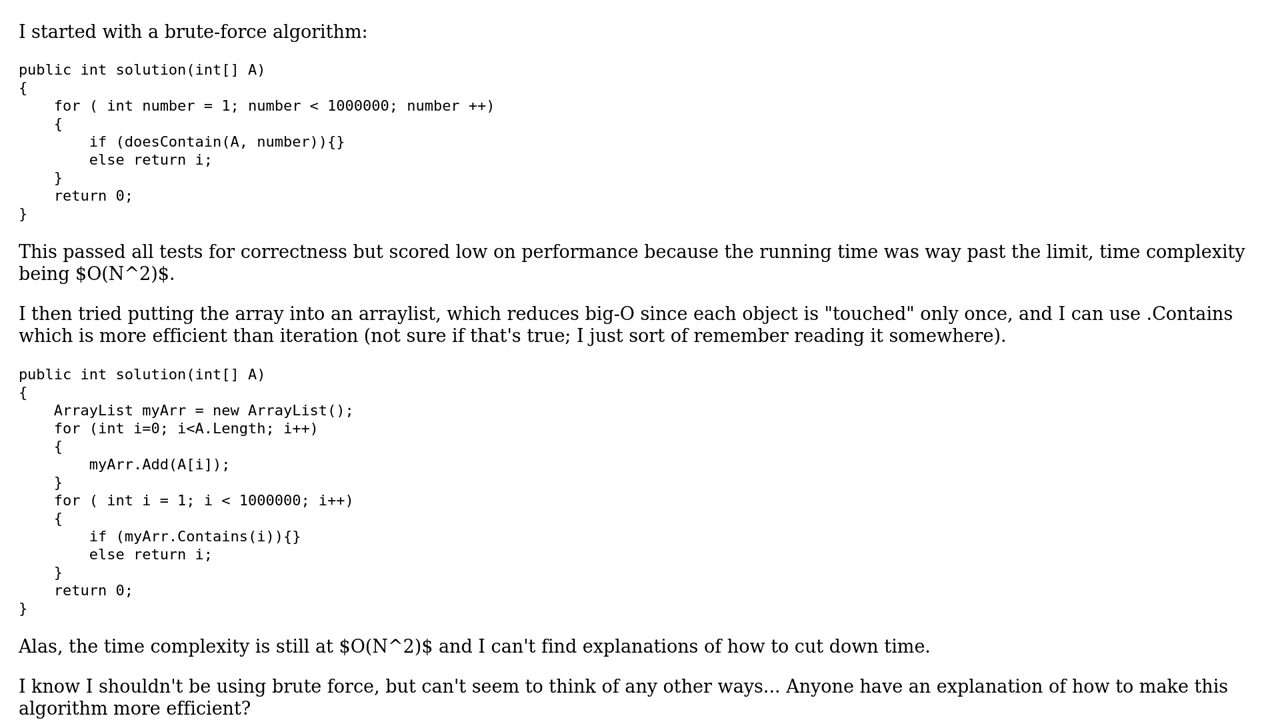 I started with a brute-force algorithm:
public int solution(int[] A)
{
    for ( int number = 1; number < 1000000; number ++)
    {
        if (doesContain(A, number)){}
        else return i;
    }
    return 0;
}
This passed all tests for correctness but scored low on performance because the running time was way past the limit, time complexity
being $O(N^2)$.
I then tried putting the array into an arraylist, which reduces big-O since each object is "touched" only once, and I can use .Contains
which is more efficient than iteration (not sure if that's true; I just sort of remember reading it somewhere).
public int solution(int[] A)
{
    ArrayList myArr = new ArrayList();
    for (int i=0; i<A.Length; i++)
    {
        myArr.Add(A[i]);
    }
    for ( int i = 1; i < 1000000; i++)
    {
        if (myArr.Contains(i)){}
        else return i;
    }
    return 0;
}
Alas, the time complexity is still at $O(N^2)$ and I can't find explanations of how to cut down time.
I know I shouldn't be using brute force, but can't seem to think of any other ways... Anyone have an explanation of how to make this
algorithm more efficient?